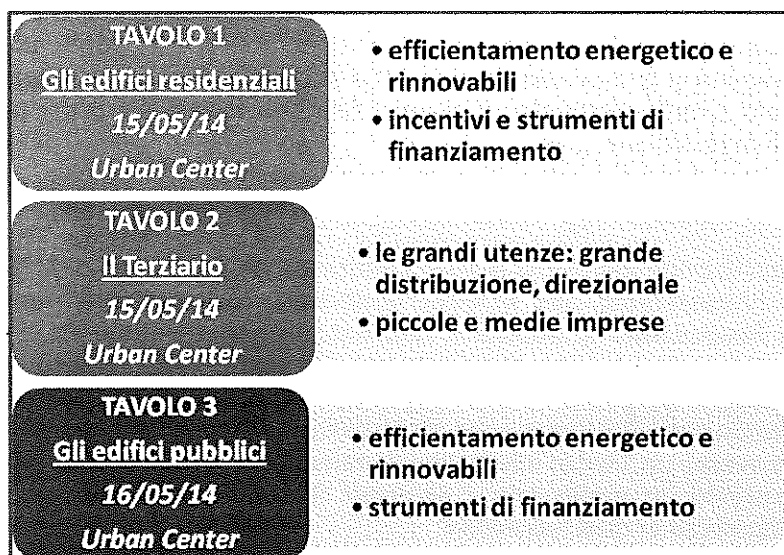 TAVOLO 1
Gli edifici residenziali
15/05/14
Urban Center
• efficientamento energetico e
rinnovabili
• incentivi e strumenti di
finanziamento
TAVOLO 2
Il Terziario
15/05/14
Urban Center
• le grandi utenze: grande
distribuzione, direzionale
• piccole e medie imprese
TAVOLO 3
Gli edifici pubblici
16/05/14
Urban Center
• efficientamento energetico e
rinnovabili
• strumenti di finanziamento